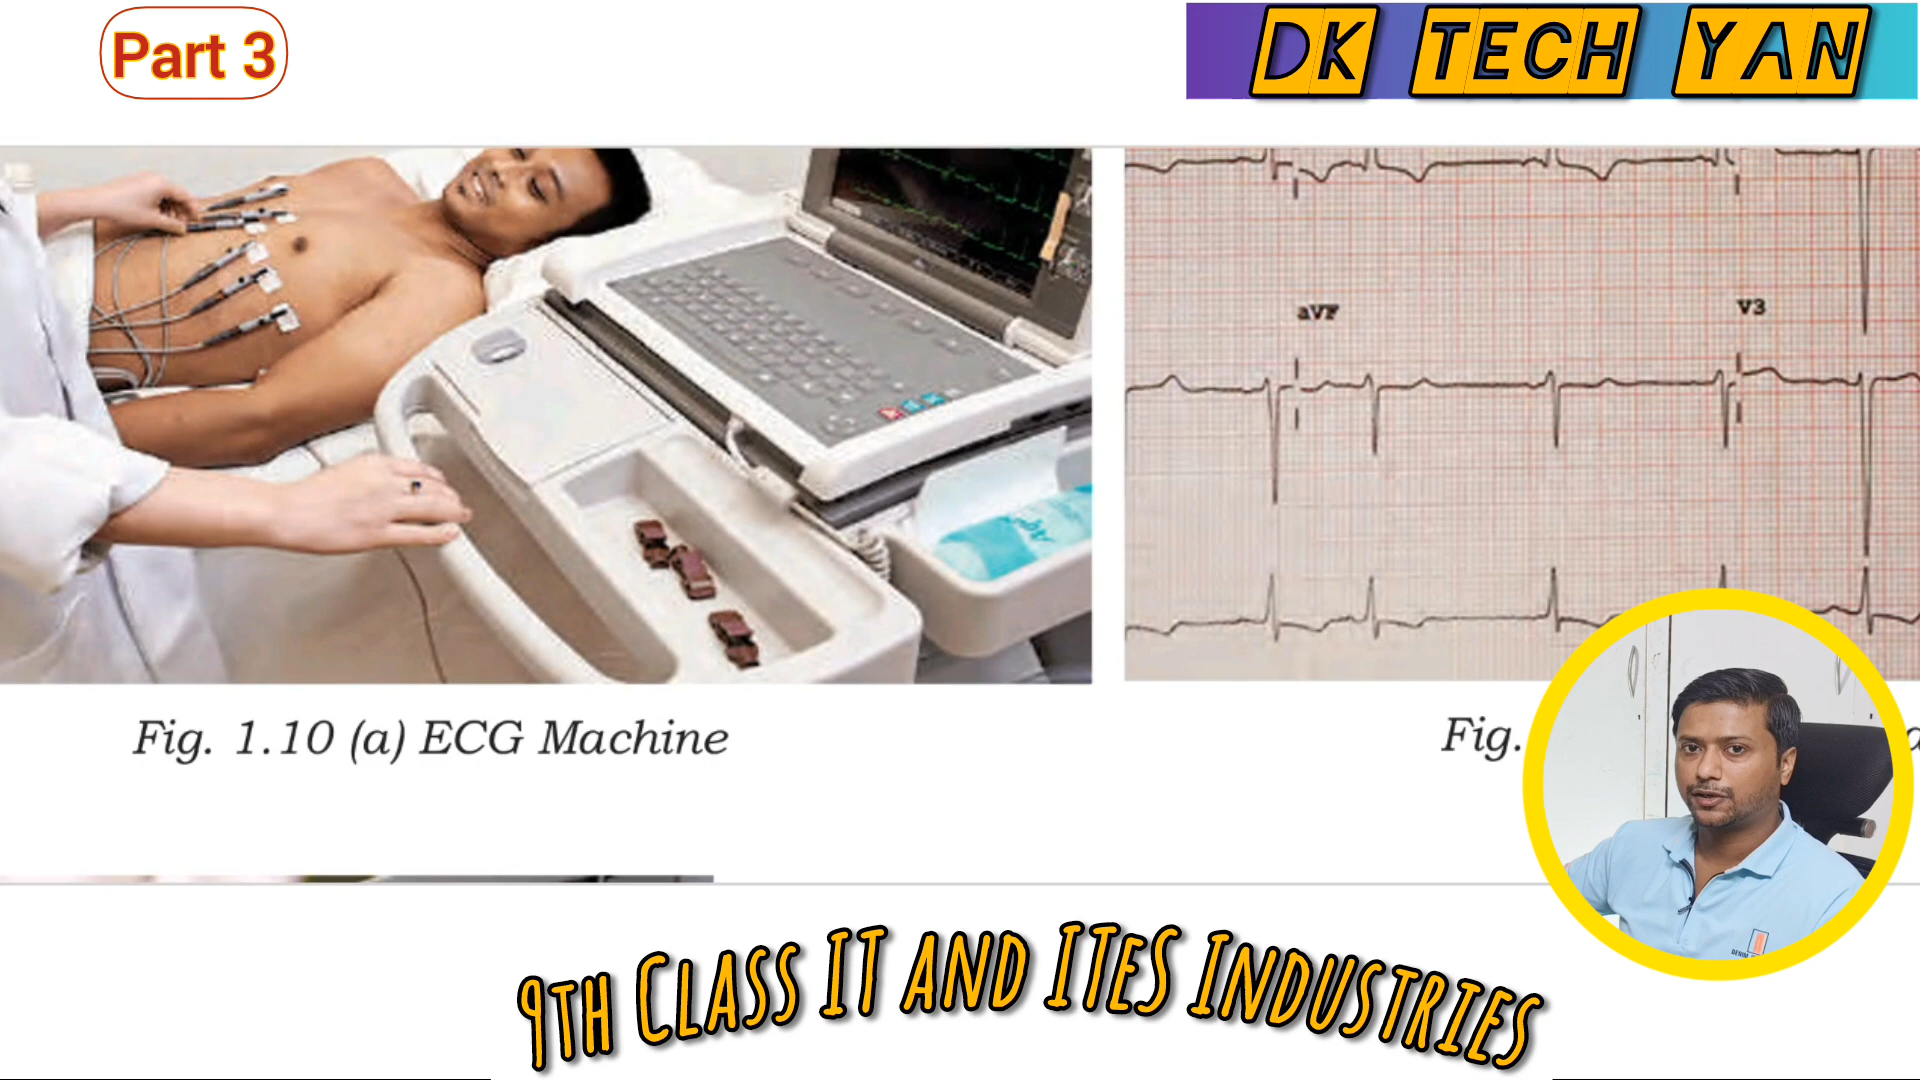 Part 3
DK TECH YAN
aVF
V3
Fig. 1.10 (a) ECG Machine
Fig.
9th Class IT and ITeS Industries